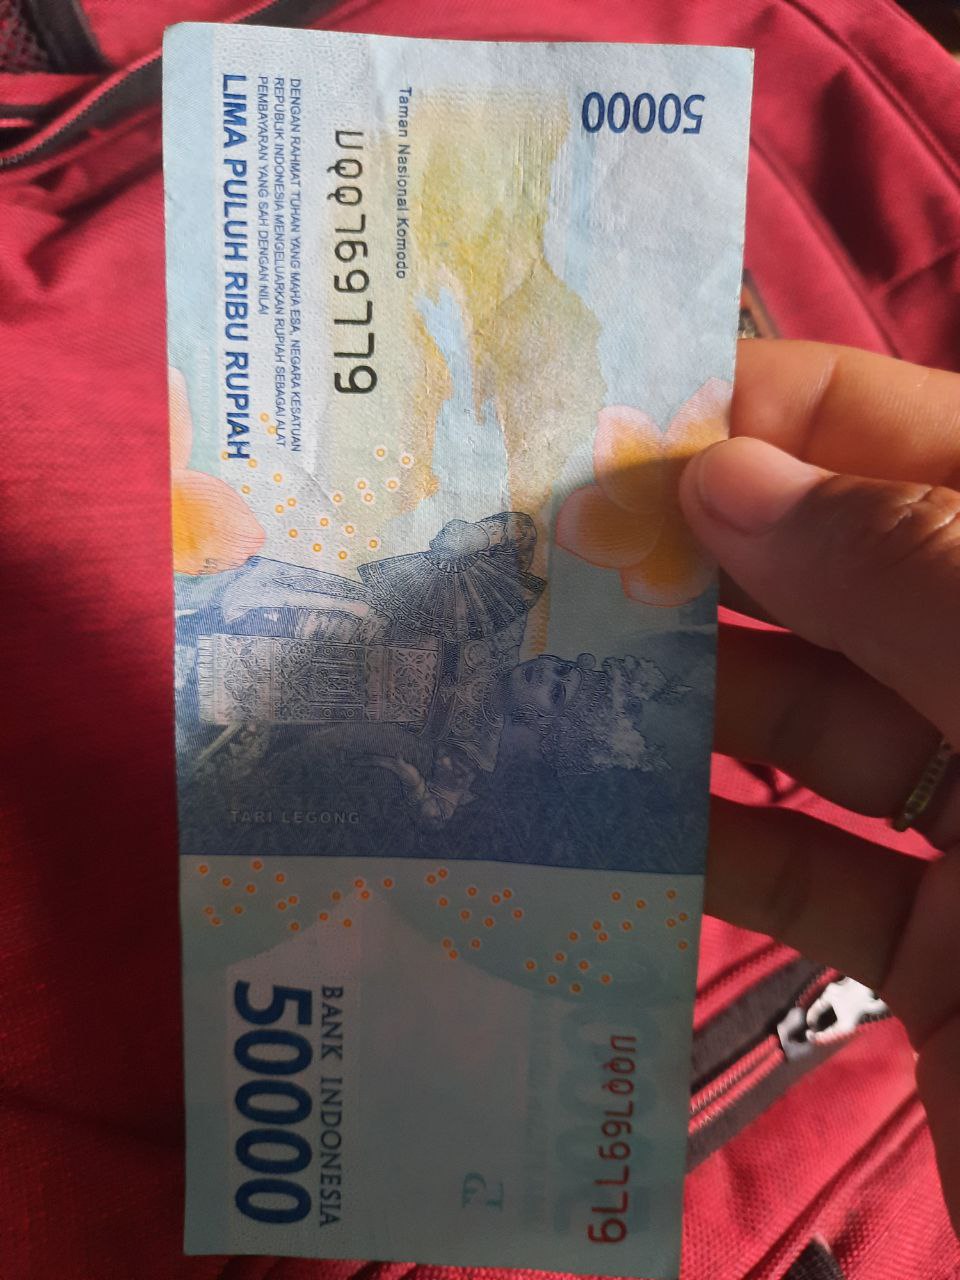 50000
Taman Nasional Komodo
UQQ769779
DENGAN RAHMAT TUHAN YANG MAHA ESA, NEGARA KESATUAN
REPUBLIK INDONESIA MENGELUARKAN RUPIAH SEBAGAI ALAT
PEMBAYARAN YANG SAH DENGAN NILAI
LIMA PULUH RIBU RUPIAH
TARI LEGONG
UQQ769779
BANK INDONESIA
50000